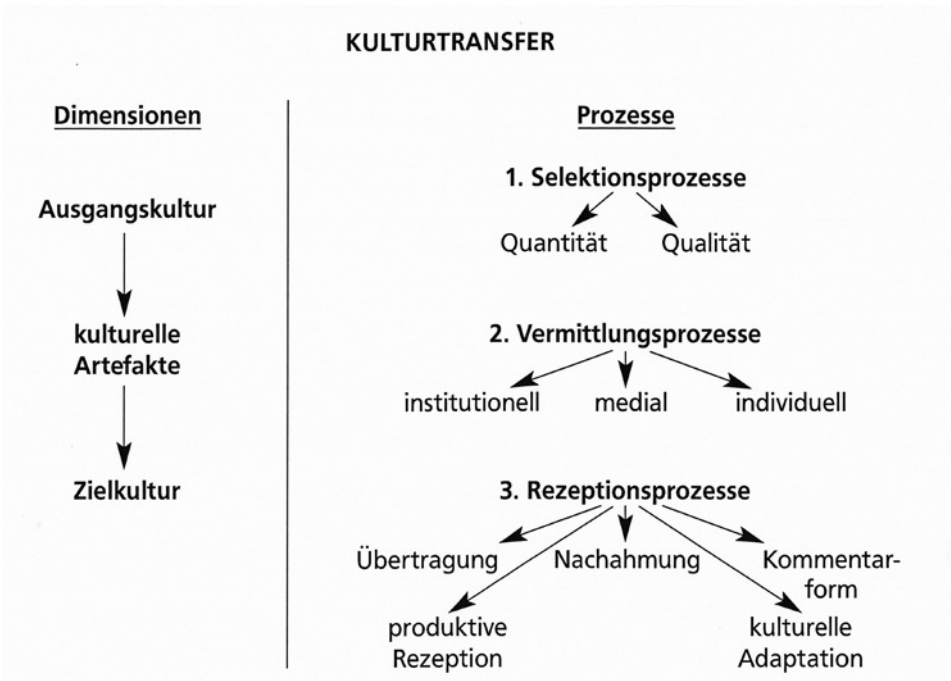 KULTURTRANSFER
Dimensionen
Ausgangskultur
kulturelle
Artefakte
Zielkultur
Prozesse
1. Selektionsprozesse
Quantität Qualität
2. Vermittlungsprozesse
institutionell medial individuell
3. Rezeptionsprozesse
Übertragung Nachahmung Kommentar-
form
produktive
Rezeption
kulturelle
Adaptation